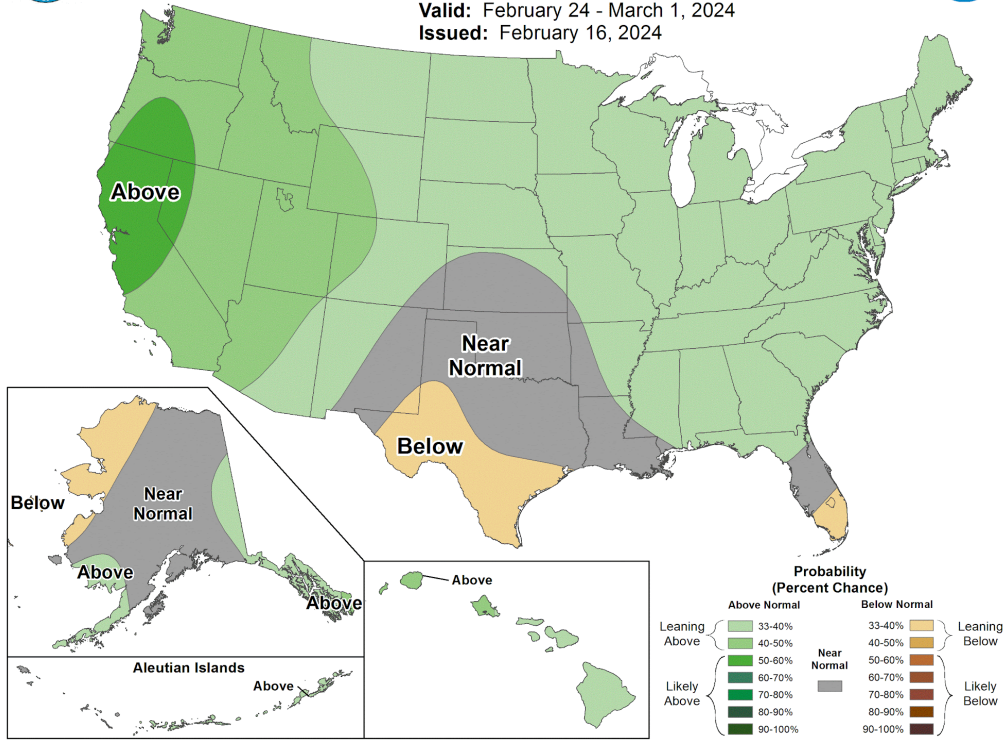 Valid: February 24 - March 1, 2024
Issued: February 16, 2024
Above
Near
Normal
Below
Below
Near
Normal
Above
Above
Aleutian Islands
Above
Above
Probability
(Percent Chance)
Above Normal
Below Normal
Leaning
Above
33-40%
40-50%
50-60%
60-70%
70-80%
80-90%
90-100%
Likely
Above
Near
Normal
33-40%
40-50%
50-60%
60-70%
70-80%
80-90%
90-100%
Leaning
Below
Likely
Below